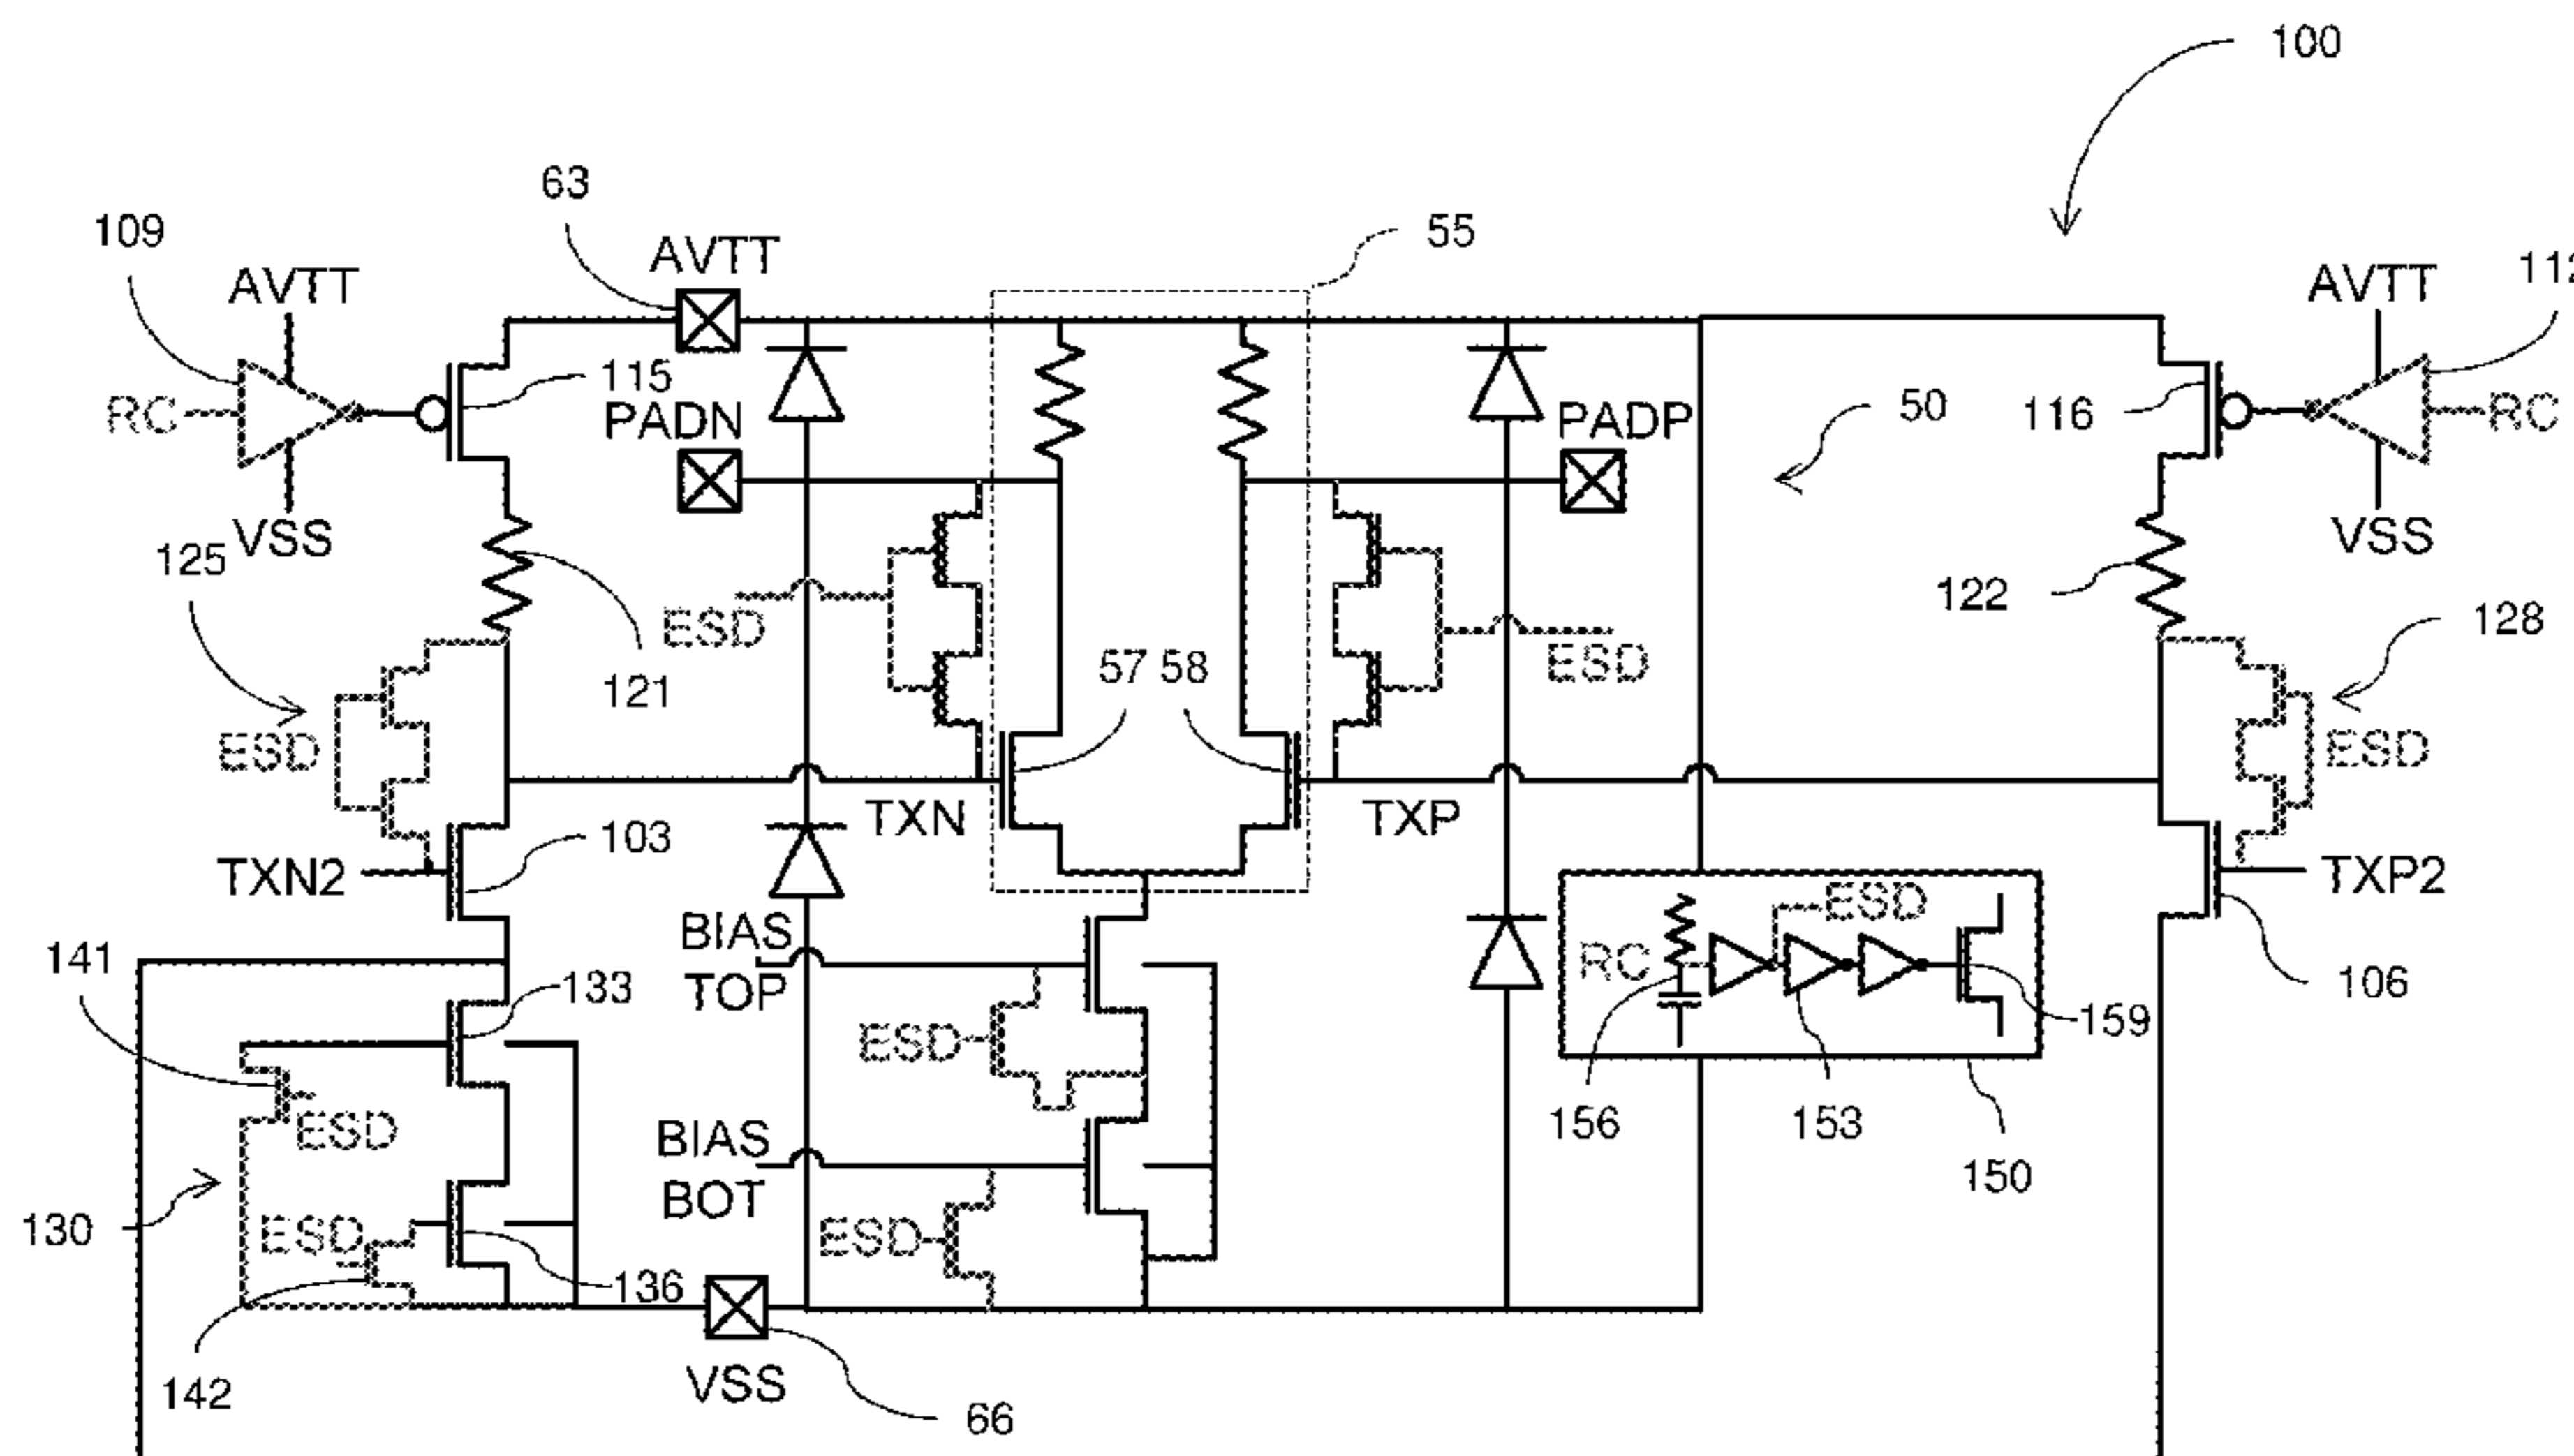 100
63
109
55
112
AVTT
AVTT
AVTT
RC
115
116
RC
PADN
PADP
50
VSS
VSS
125
122
128
ESD
ESD
121
57 58
ESD
ESD
TXN
TXP
103
TXN2
TXP2
BIAS
TOP
ESD
RC
141
133
106
159
ESD
ESD
156
153
BIAS
BOT
150
130
ESD
ESD
136
142
VSS
66